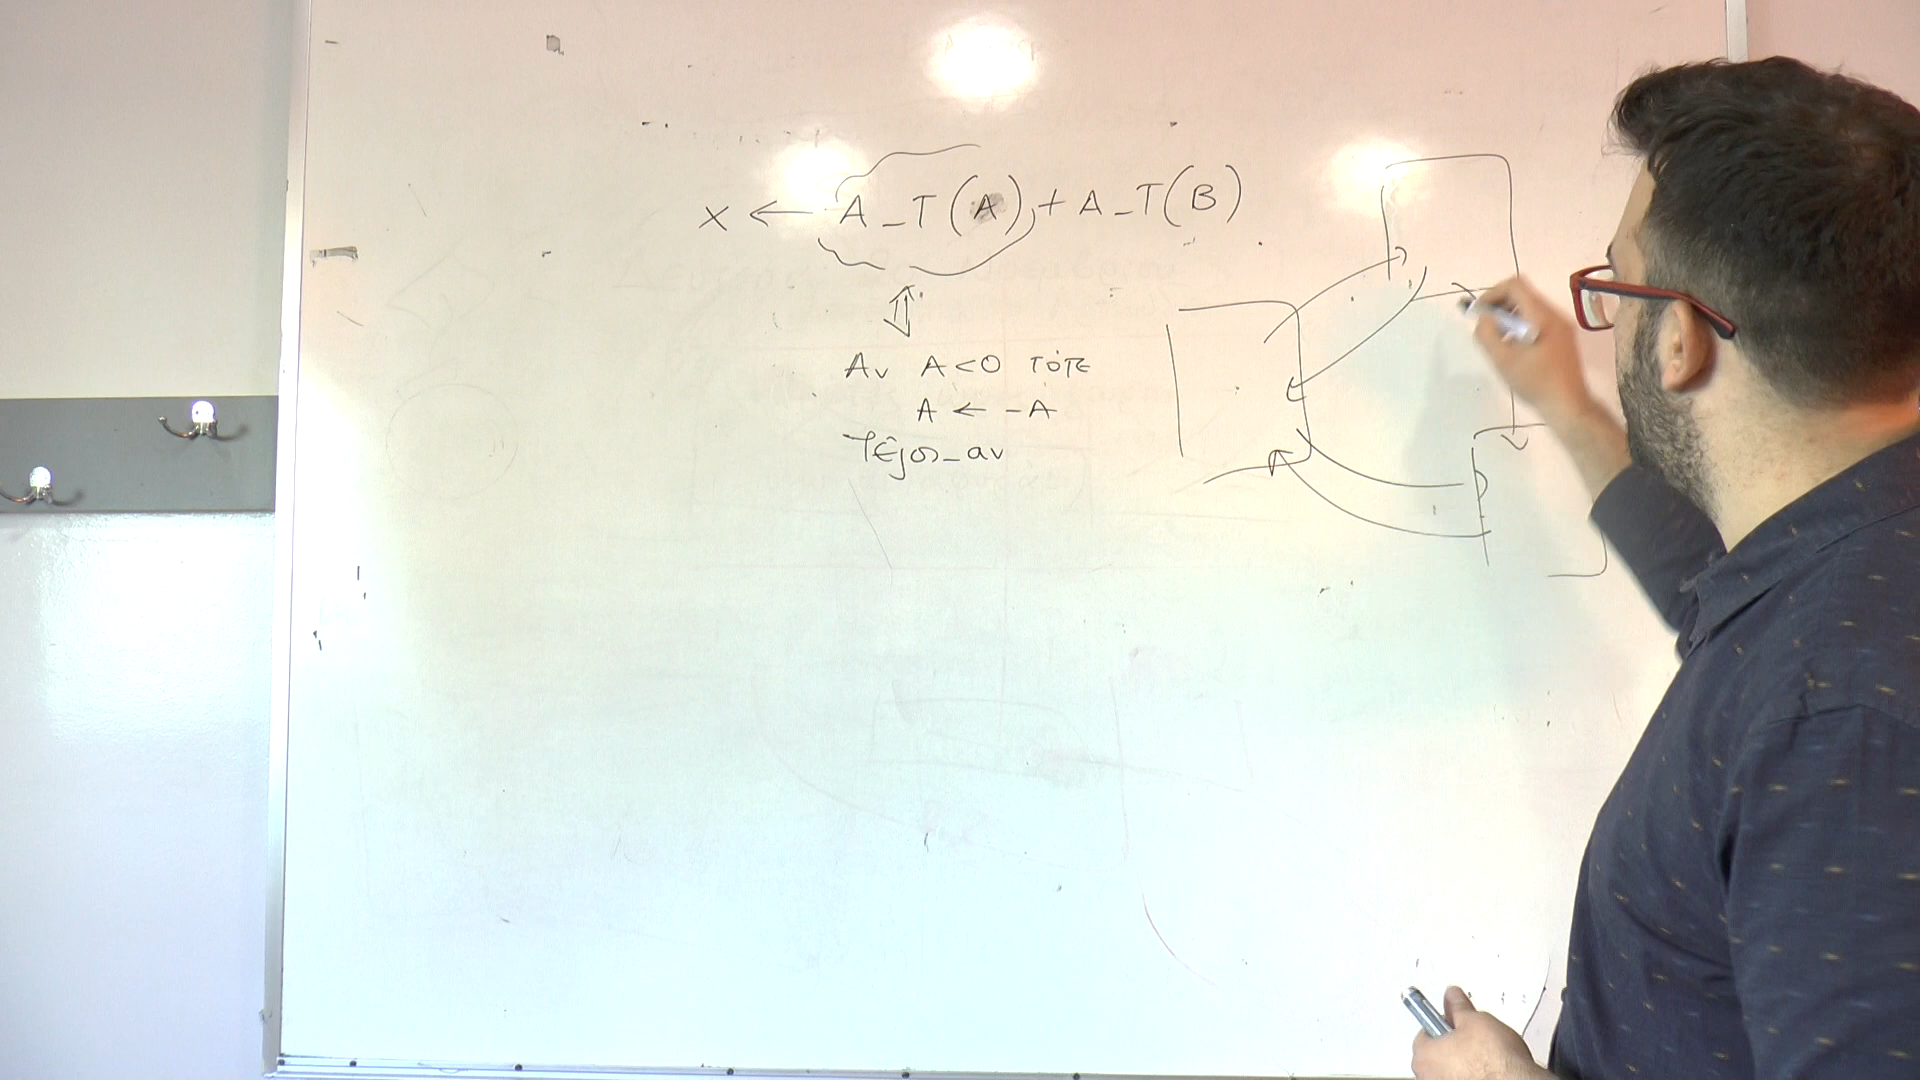 X ← A_T(A) + A_T(B)
Αν A<0 τότε
A ← -A
Τέλος_αν